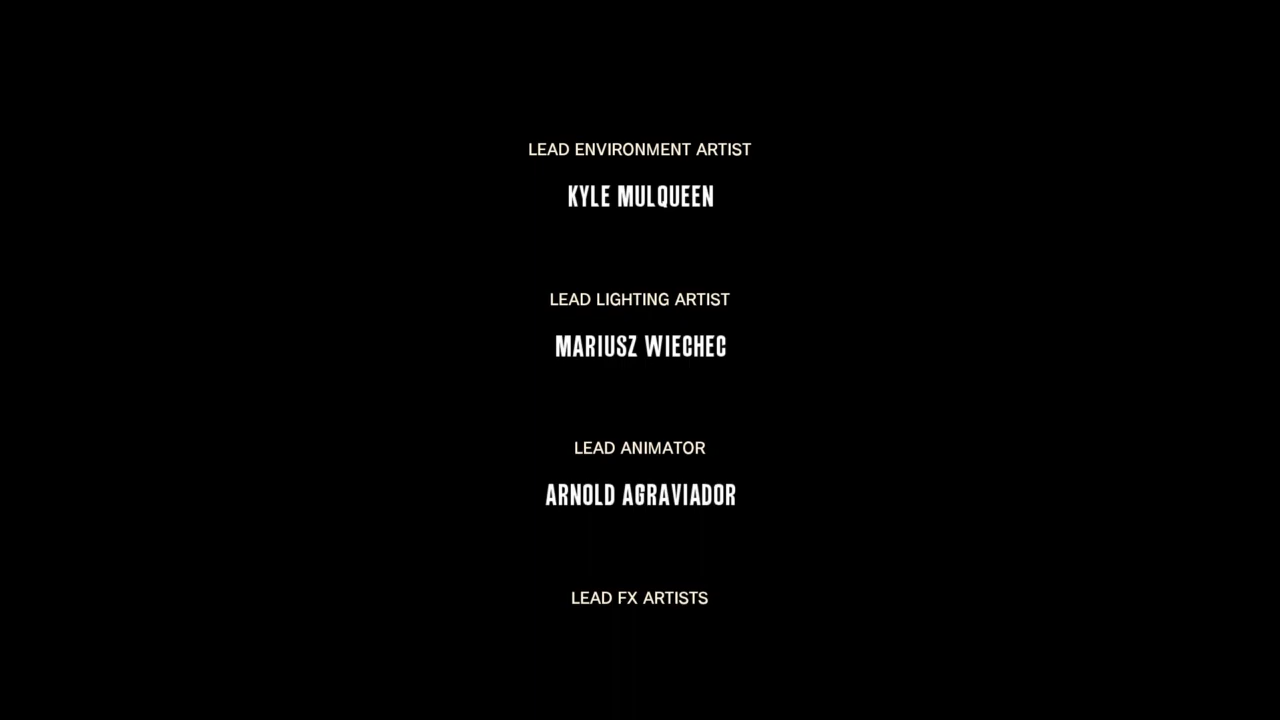 LEAD ENVIRONMENT ARTIST
KYLE MULQUEEN
LEAD LIGHTING ARTIST
MARIUSZ WIECHEC
LEAD ANIMATOR
ARNOLD AGRAVIADOR
LEAD FX ARTISTS